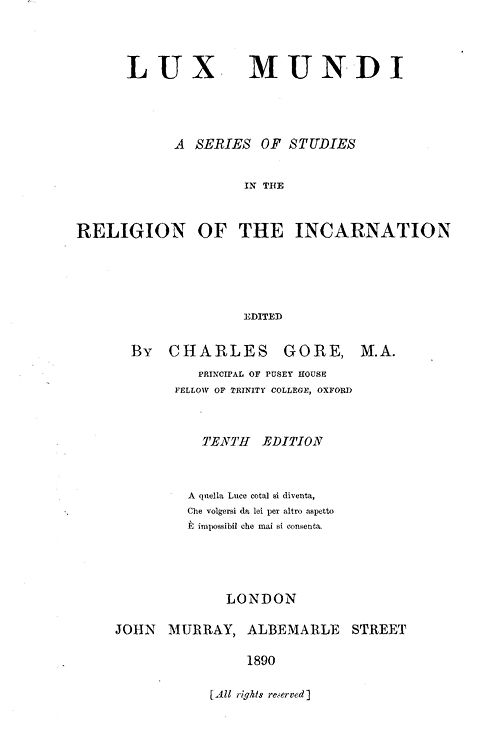 LUX MUNDI
A SERIES OF STUDIES
IN THE
RELIGION OF THE INCARNATION
EDITED
BY CHARLES GORE, M.A.
PRINCIPAL OF PUSEY HOUSE
FELLOW OF TRINITY COLLEGE, OXFORD
TENTH EDITION
A quella Luce cotal si diventa,
Che volgersi da lei per altro aspetto
È impossibil che mai si consenta.
LONDON
JOHN MURRAY, ALBEMARLE STREET
1890
[All rights reserved]